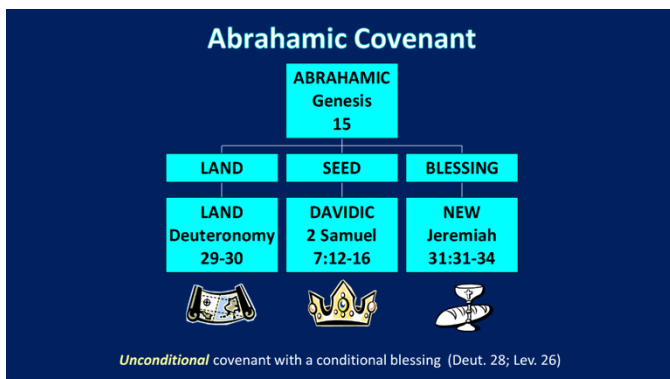 Abrahamic Covenant
ABRAHAMIC
Genesis
15
LAND
SEED
BLESSING
LAND
Deuteronomy
29-30
DAVIDIC
2 Samuel
7:12-16
NEW
Jeremiah
31:31-34
Unconditional covenant with a conditional blessing (Deut. 28; Lev. 26)